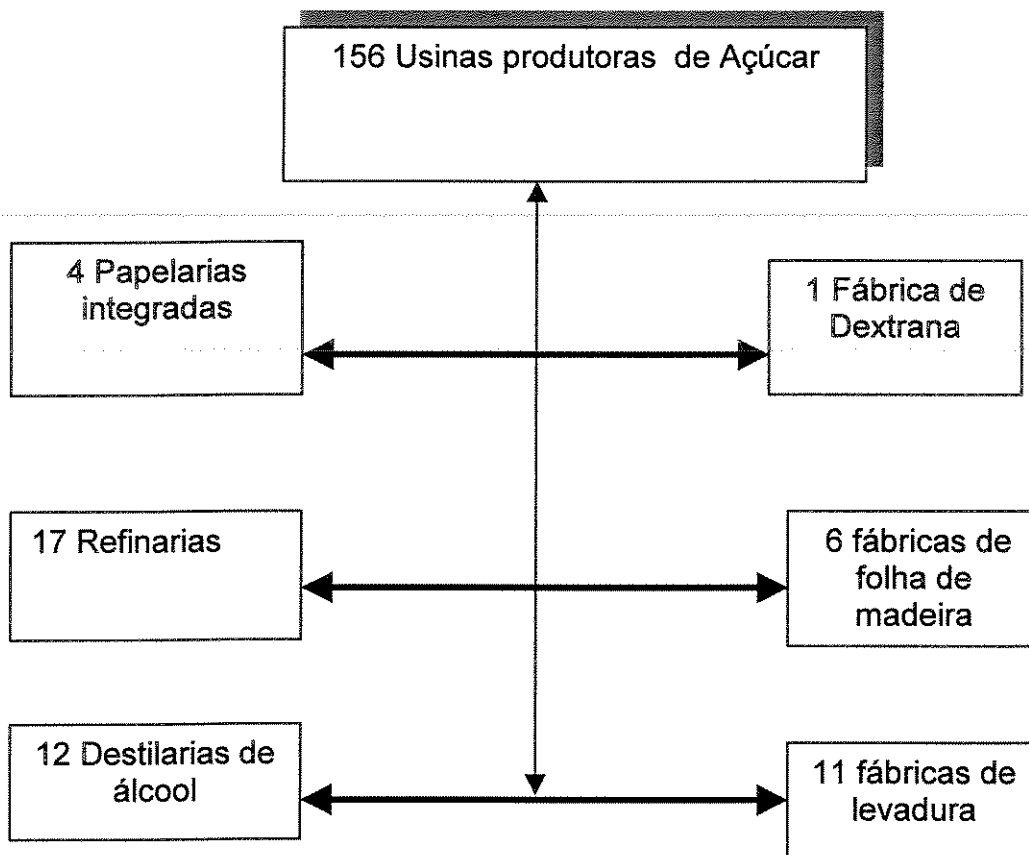 156 Usinas produtoras de Açúcar
4 Papelarias
integradas
1 Fábrica de
Dextrana
17 Refinarias
6 fábricas de
folha de
madeira
12 Destilarias de
álcool
11 fábricas de
levadura